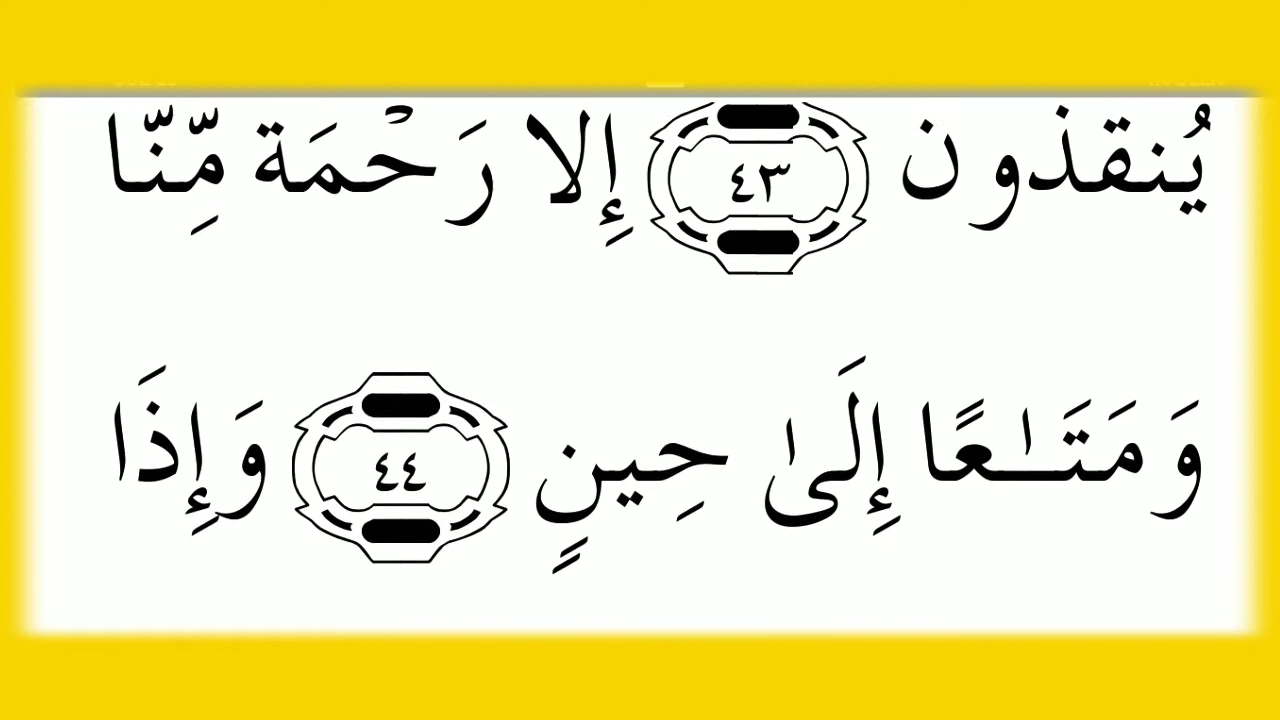 يُنقذون ٤٣ إِلا رَحْمَة مِّنَّا
وَمَتَـٰعًا إِلَىٰ حِينٍ ٤٤ وَإِذَا